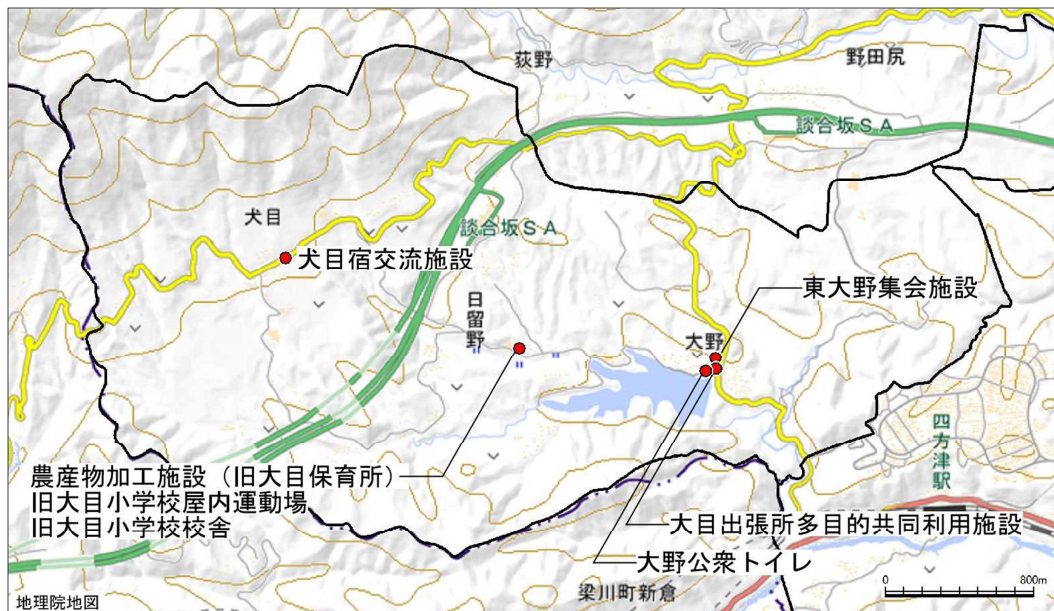 荻野
野田尻
談合坂SA
犬目
談合坂SA
犬目宿交流施設
東大野集会施設
日留野
大野
四方津駅
農産物加工施設（旧大目保育所）
旧大目小学校屋内運動場
旧大目小学校校舎
大目出張所多目的共同利用施設
大野公衆トイレ
梁川町新倉
0 800m
地理院地図